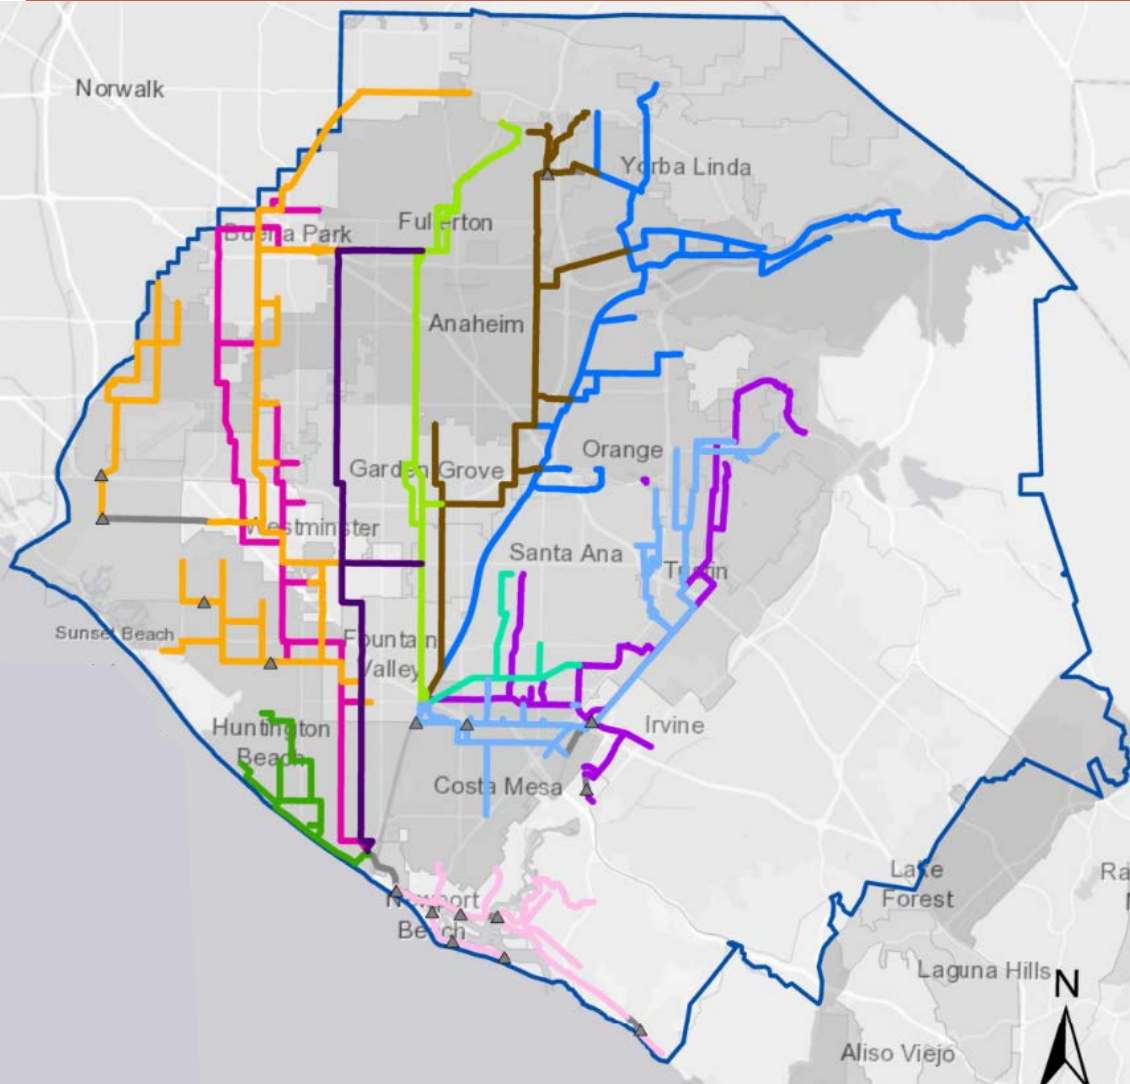 Norwalk
Yorba Linda
Fullerton
Buena Park
Anaheim
Orange
Garden Grove
Westminster
Santa Ana
Tustin
Sunset Beach
Fountain
Valley
Irvine
Huntington
Beach
Costa Mesa
Lake
Forest
Ra
Newport
Beach
Laguna Hills
N
Aliso Viejo